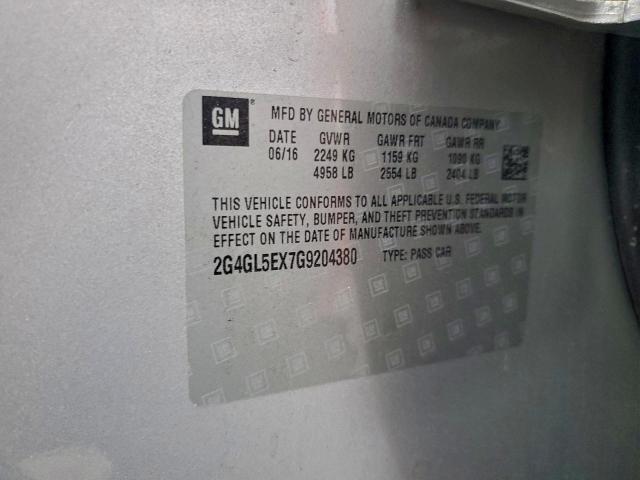 GM ® MFD BY GENERAL MOTORS OF CANADA COMPANY
DATE GVWR GAWR FRT GAWR RR
06/16 2249 KG 1159 KG 1090 KG
4958 LB 2554 LB 2404 LB
THIS VEHICLE CONFORMS TO ALL APPLICABLE U.S. FEDERAL MOTOR
VEHICLE SAFETY, BUMPER, AND THEFT PREVENTION STANDARDS IN
EFFECT ON THE DATE OF MANUFACTURE SHOWN ABOVE.
2G4GL5EX7G9204380 TYPE: PASS CAR